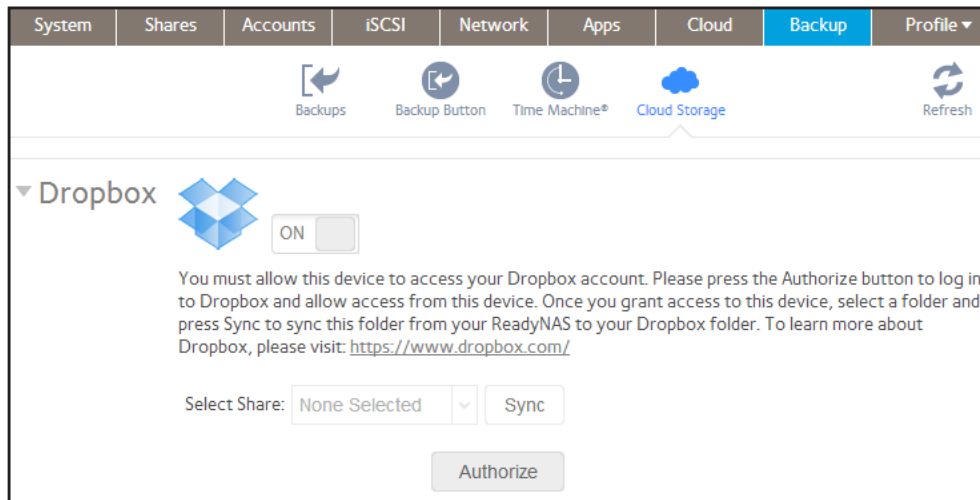 System Shares Accounts iSCSI Network Apps Cloud Backup Profile ▾
Backups Backup Button Time Machine® Cloud Storage Refresh
Dropbox
ON
You must allow this device to access your Dropbox account. Please press the Authorize button to log in
to Dropbox and allow access from this device. Once you grant access to this device, select a folder and
press Sync to sync this folder from your ReadyNAS to your Dropbox folder. To learn more about
Dropbox, please visit: https://www.dropbox.com/
Select Share: None Selected Sync
Authorize